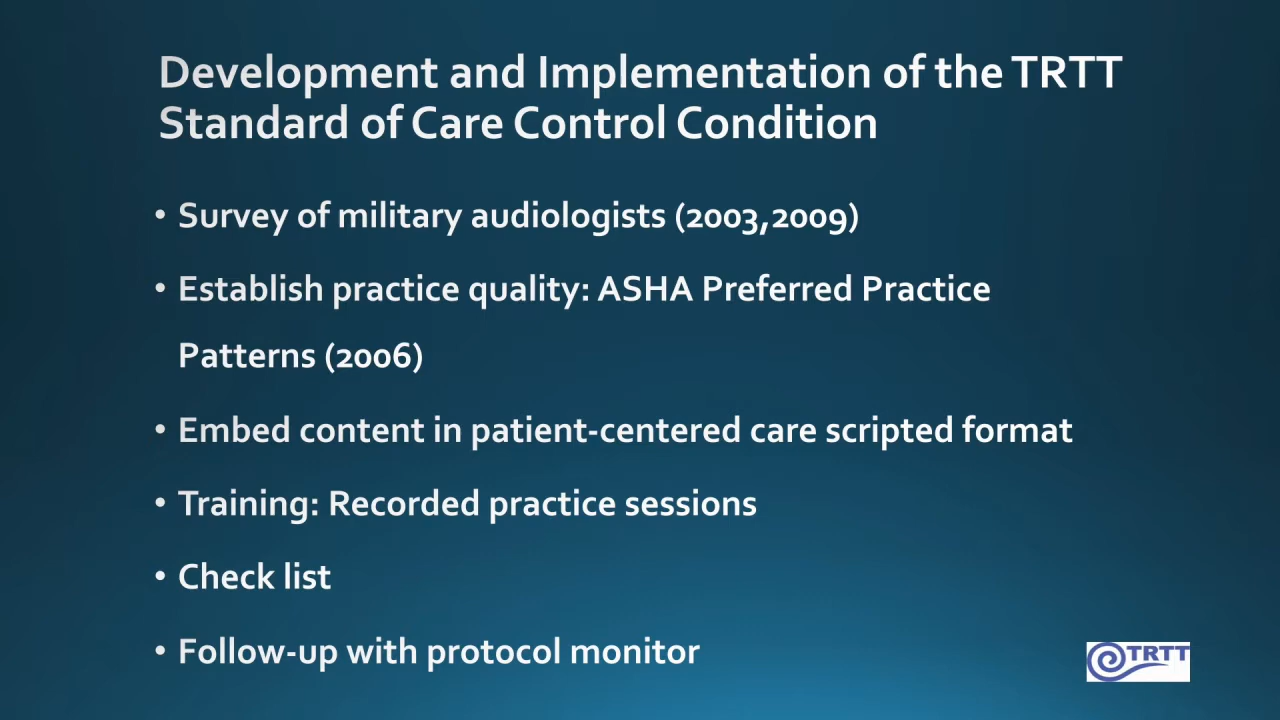 Development and Implementation of the TRTT
Standard of Care Control Condition
• Survey of military audiologists (2003,2009)
• Establish practice quality: ASHA Preferred Practice
Patterns (2006)
• Embed content in patient-centered care scripted format
• Training: Recorded practice sessions
• Check list
• Follow-up with protocol monitor
TRTT